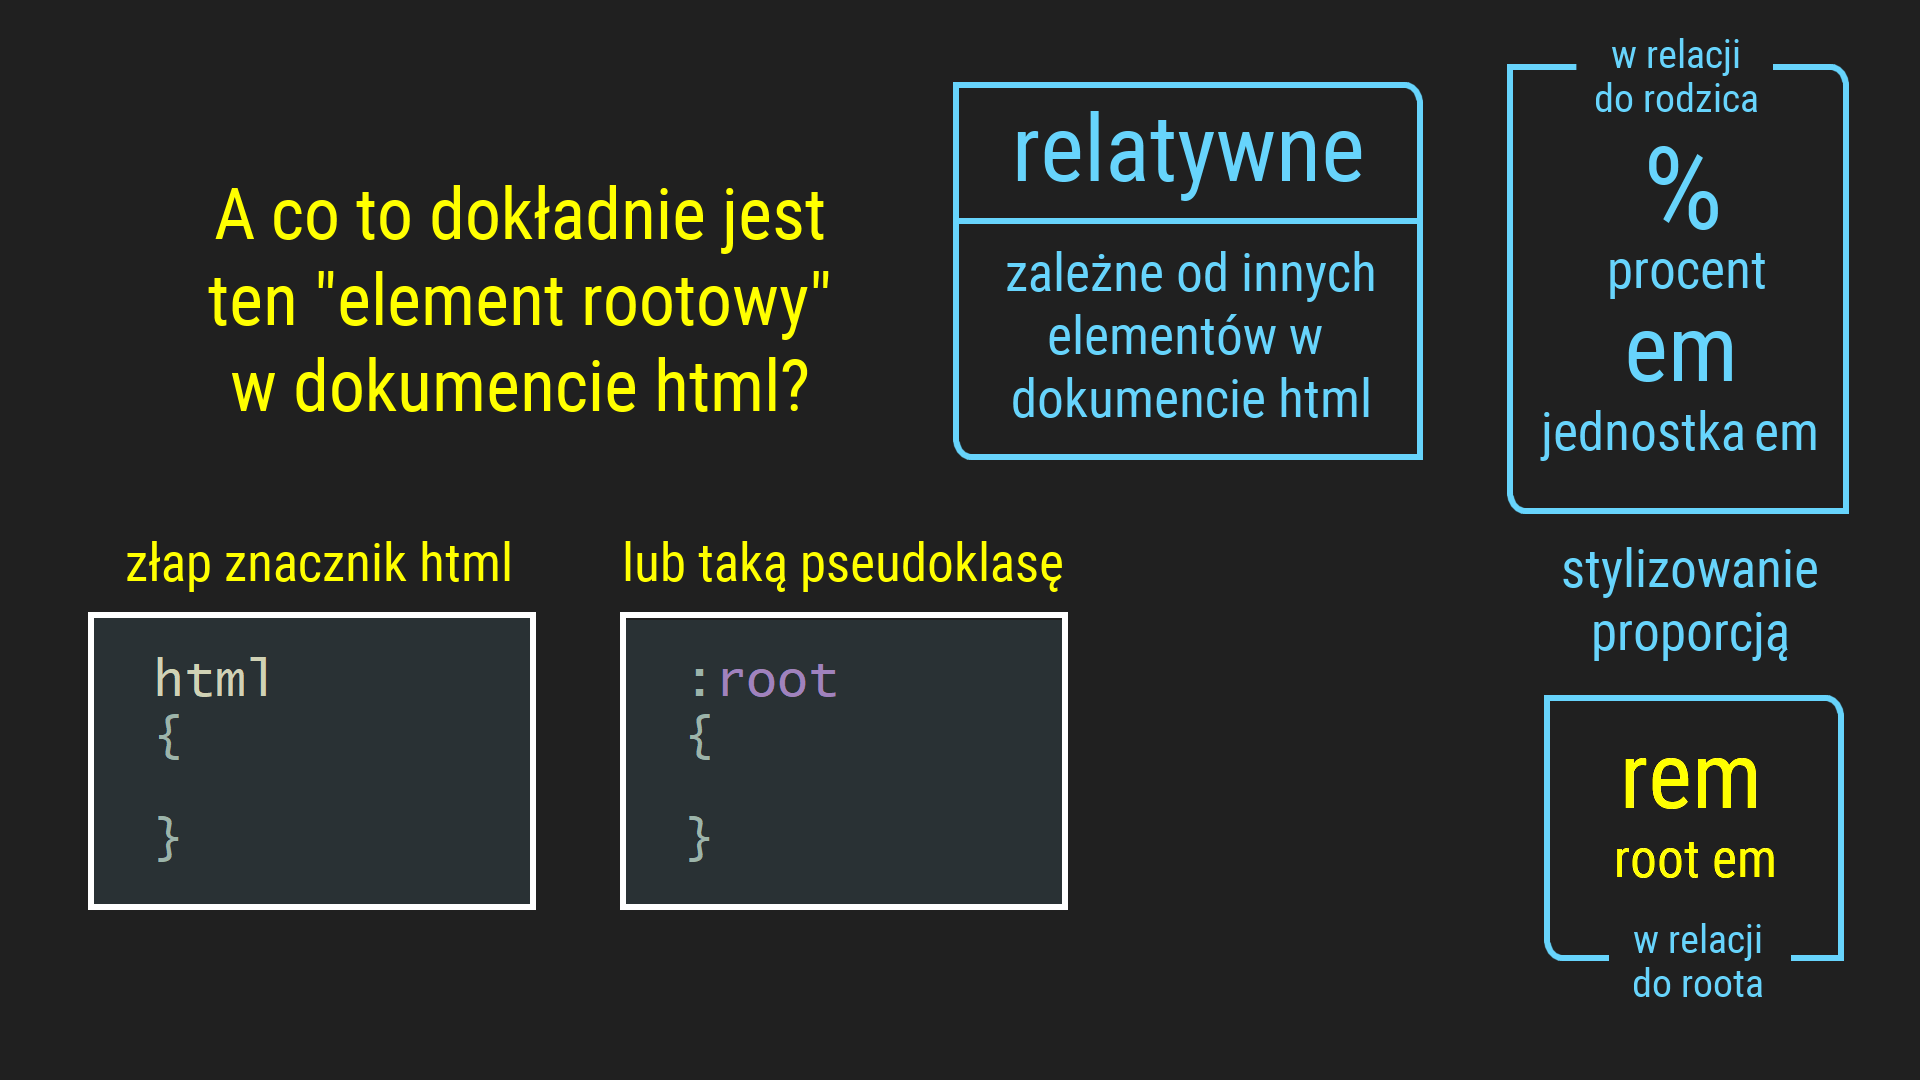 A co to dokładnie jest
ten "element rootowy"
w dokumencie html?
złap znacznik html
html
{
}
lub taką pseudoklasę
:root
{
}
relatywne
zależne od innych
elementów w
dokumencie html
w relacji
do rodzica
%
procent
em
jednostka em
stylizowanie
proporcją
rem
root em
w relacji
do roota